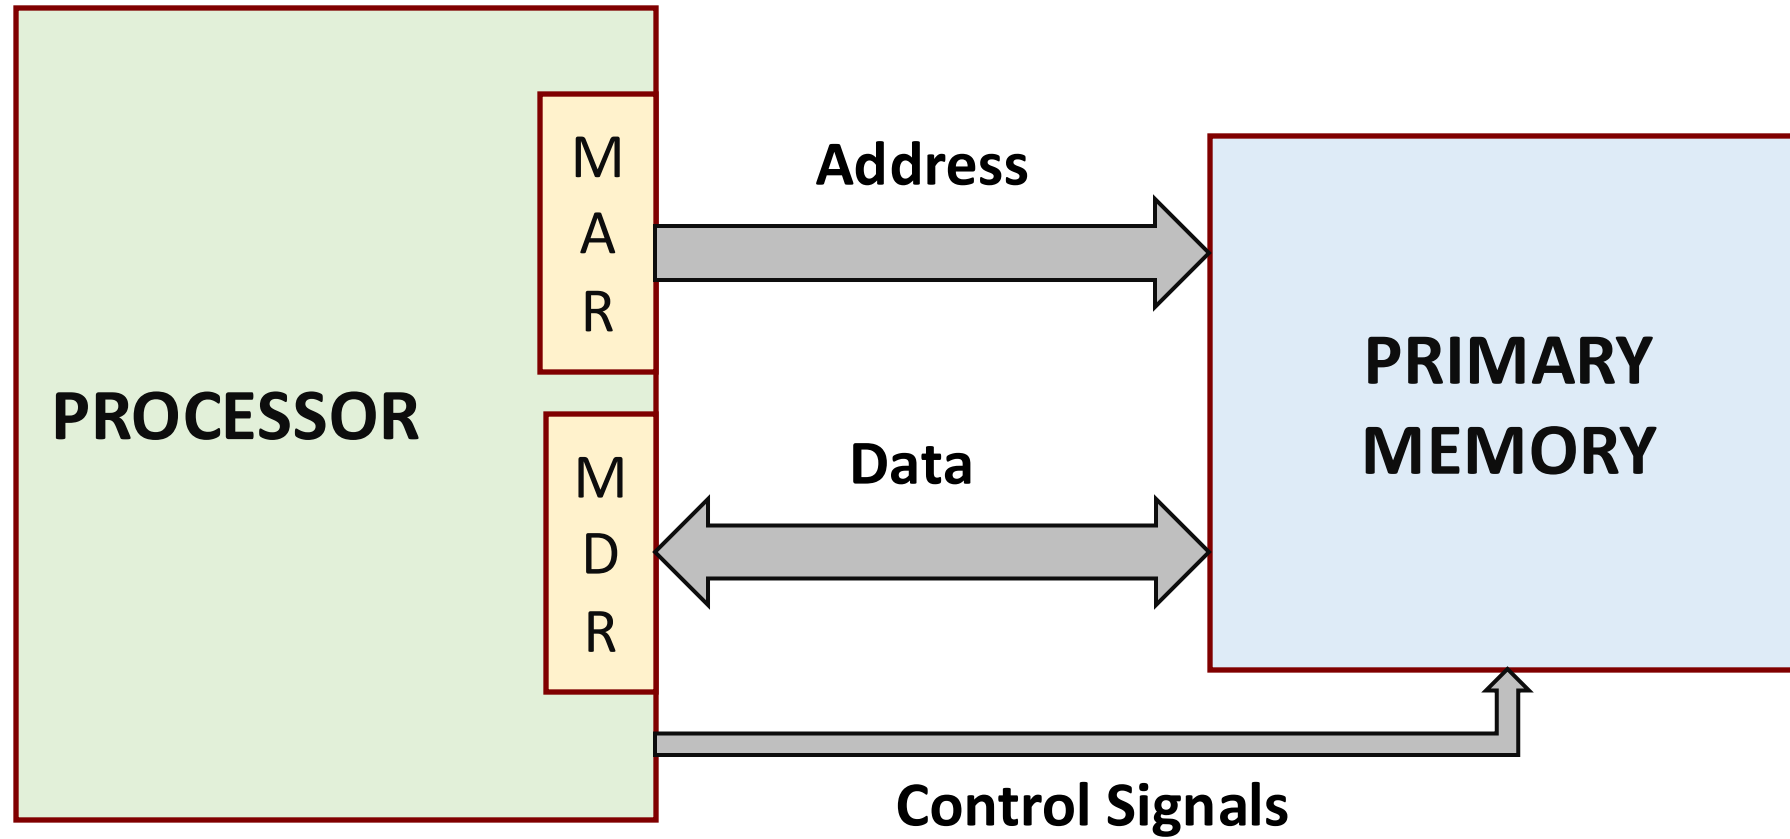 PROCESSOR
M
A
R
M
D
R
Address
Data
Control Signals
PRIMARY
MEMORY